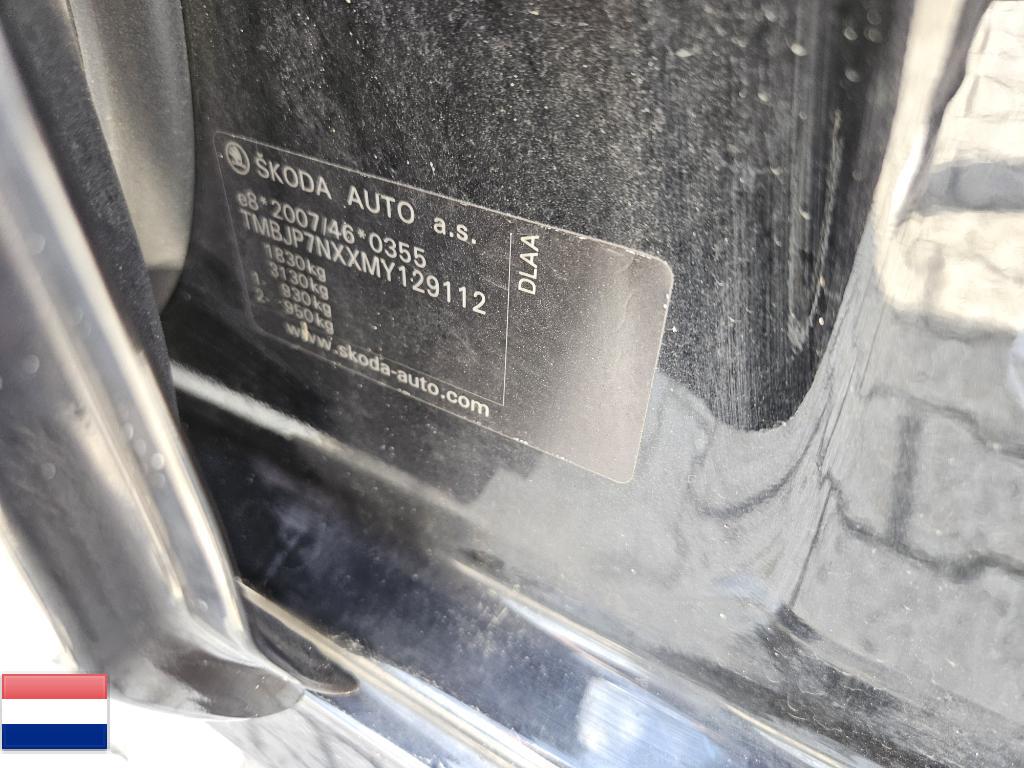 ŠKODA AUTO a.s.
e8*2007/46*0355
TMBJP7NXXMY129112
1830kg
3130kg
1. 930kg
2. 950kg
www.skoda-auto.com
DLAA